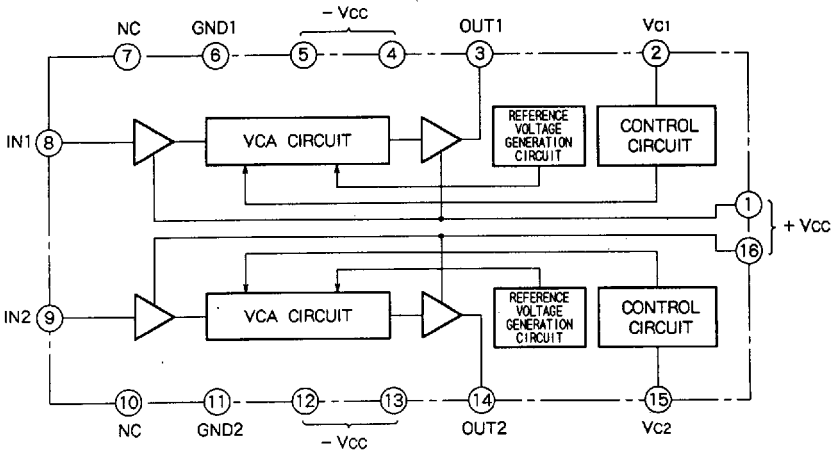 NC GND1 − VCC OUT1 VC1
7 6 5 4 3 2
IN1 8
VCA CIRCUIT
REFERENCE
VOLTAGE
GENERATION
CIRCUIT
CONTROL
CIRCUIT
1
+ VCC
16
IN2 9
VCA CIRCUIT
REFERENCE
VOLTAGE
GENERATION
CIRCUIT
CONTROL
CIRCUIT
10 11 12 13 14 15
NC GND2 − VCC OUT2 VC2